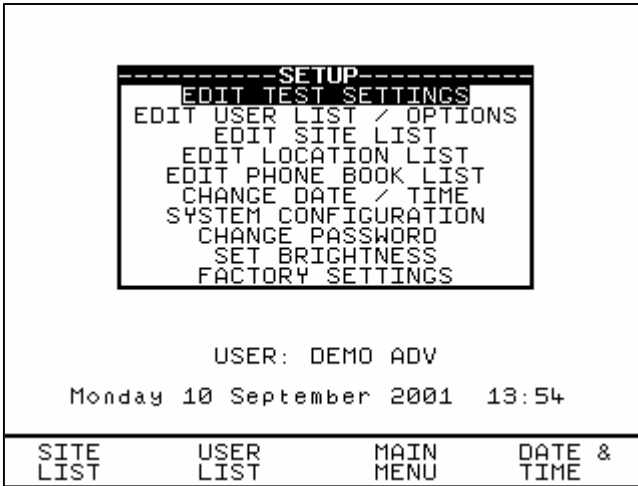 ----------SETUP-----------
EDIT TEST SETTINGS
EDIT USER LIST / OPTIONS
EDIT SITE LIST
EDIT LOCATION LIST
EDIT PHONE BOOK LIST
CHANGE DATE / TIME
SYSTEM CONFIGURATION
CHANGE PASSWORD
SET BRIGHTNESS
FACTORY SETTINGS
USER: DEMO ADV
Monday 10 September 2001 13:54
SITE USER MAIN DATE &
LIST LIST MENU TIME